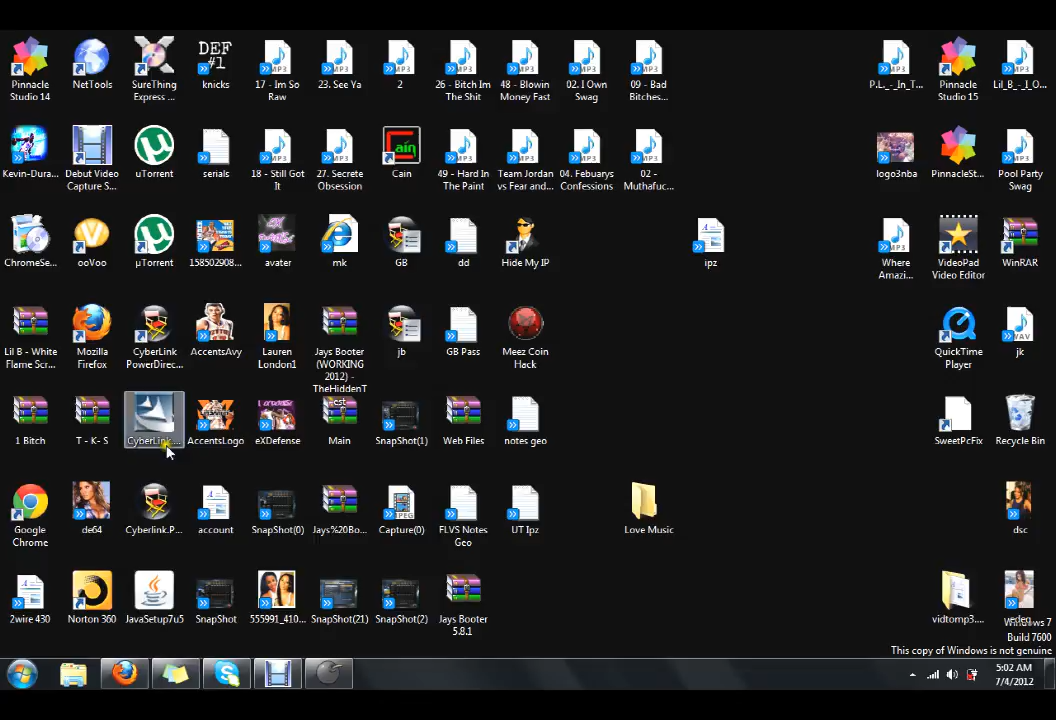 DEF
#1
Pinnacle Studio 14
NetTools
SureThing Express ...
knicks
17 - Im So Raw
23. See Ya
2
26 - Bitch Im The Shit
48 - Blowin Money Fast
02. I Own Swag
09 - Bad Bitches...
P.L._-_In_T...
Pinnacle Studio 15
Lil_B_-_I_O...
Kevin-Dura...
Debut Video Capture S...
uTorrent
serials
18 - Still Got It
27. Secrete Obsession
Cain
49 - Hard In The Paint
Team Jordan vs Fear and...
04. Febuarys Confessions
02 - Muthafuc...
logo3nba
PinnacleSt...
Pool Party Swag
ChromeSe...
ooVoo
µTorrent
158502908...
avater
mk
GB
dd
Hide My IP
ipz
Where Amazi...
VideoPad Video Editor
WinRAR
Lil B - White Flame Scr...
Mozilla Firefox
CyberLink PowerDirec...
AccentsAvy
Lauren London1
Jays Booter (WORKING 2012) - TheHiddenT est
jb
GB Pass
Meez Coin Hack
QuickTime Player
jk
1 Bitch
T - K- S
CyberLink....
AccentsLogo
eXDefense
Main
SnapShot(1)
Web Files
notes geo
SweetPcFix
Recycle Bin
Google Chrome
de64
Cyberlink.P...
account
SnapShot(0)
Jays%20Bo...
Capture(0)
FLVS Notes Geo
UT Ipz
Love Music
dsc
2wire 430
Norton 360
JavaSetup7u5
SnapShot
555991_410...
SnapShot(21)
SnapShot(2)
Jays Booter 5.8.1
vidtomp3....
Windows 7
Build 7600
This copy of Windows is not genuine
5:02 AM
7/4/2012